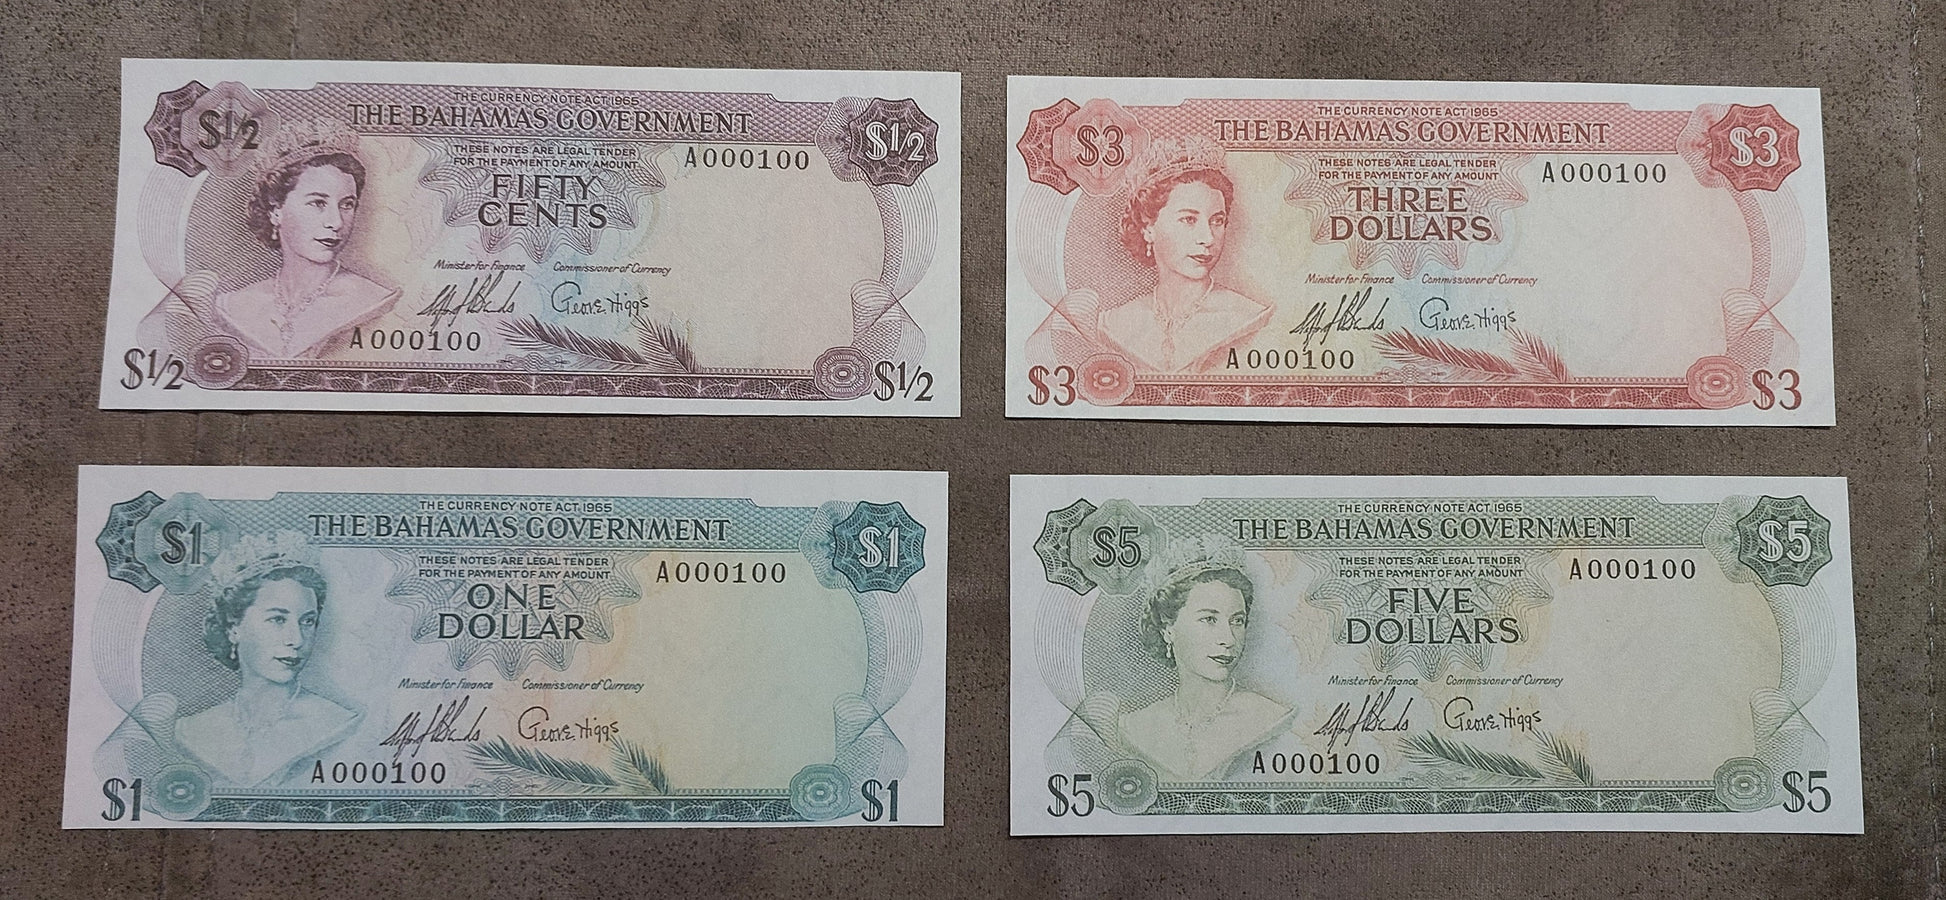 THE CURRENCY NOTE ACT 1965
THE BAHAMAS GOVERNMENT
$1/2
$1/2
THESE NOTES ARE LEGAL TENDER
FOR THE PAYMENT OF ANY AMOUNT
A000100
FIFTY
CENTS
Minister for Finance
Commissioner of Currency
Geor.E. Higgs
A000100
$1/2
$1/2
THE CURRENCY NOTE ACT 1965
THE BAHAMAS GOVERNMENT
$3
$3
THESE NOTES ARE LEGAL TENDER
FOR THE PAYMENT OF ANY AMOUNT
A000100
THREE
DOLLARS
Minister for Finance
Commissioner of Currency
Geor.E. Higgs
A000100
$3
$3
THE CURRENCY NOTE ACT 1965
THE BAHAMAS GOVERNMENT
$1
$1
THESE NOTES ARE LEGAL TENDER
FOR THE PAYMENT OF ANY AMOUNT
A000100
ONE
DOLLAR
Minister for Finance
Commissioner of Currency
Geor.E. Higgs
A000100
$1
$1
THE CURRENCY NOTE ACT 1965
THE BAHAMAS GOVERNMENT
$5
$5
THESE NOTES ARE LEGAL TENDER
FOR THE PAYMENT OF ANY AMOUNT
A000100
FIVE
DOLLARS
Minister for Finance
Commissioner of Currency
Geor.E. Higgs
A000100
$5
$5